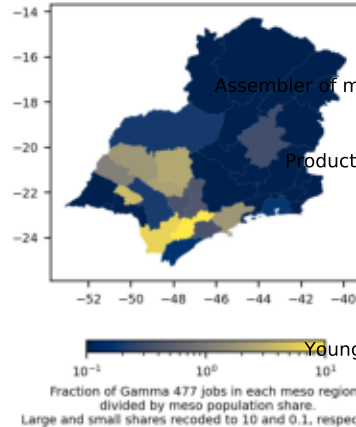 −14
−16
−18
−20
−22
−24
−52 −50 −48 −46 −44 −42 −40
Assembler of m
Product
Young
10⁻¹ 10⁰ 10¹
Fraction of Gamma 477 jobs in each meso region
divided by meso population share.
Large and small shares recoded to 10 and 0.1, respec